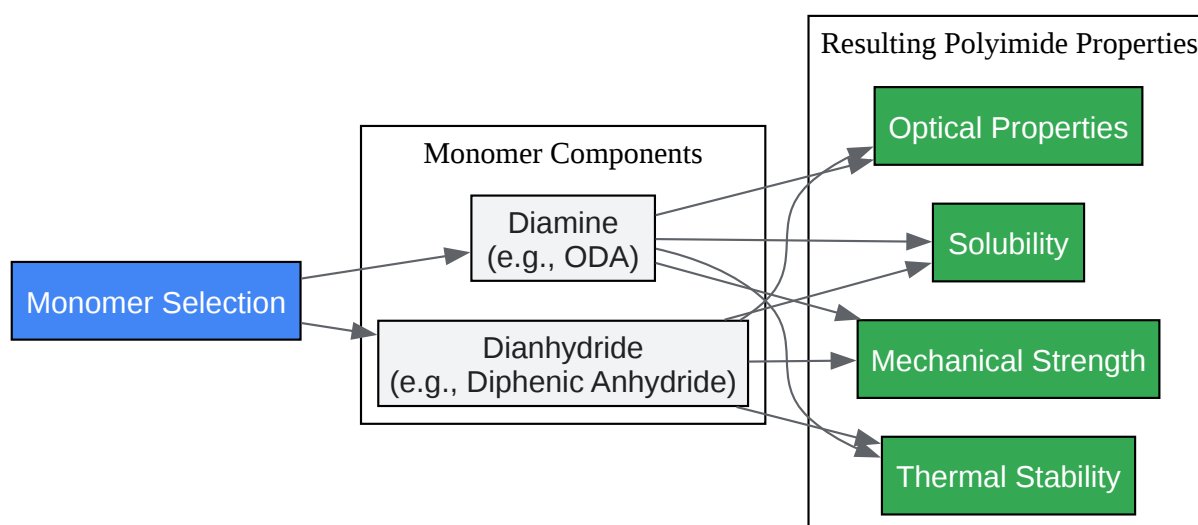 Resulting Polyimide Properties
Optical Properties
Monomer Components
Diamine
(e.g., ODA)
Solubility
Monomer Selection
Dianhydride
(e.g., Diphenic Anhydride)
Mechanical Strength
Thermal Stability